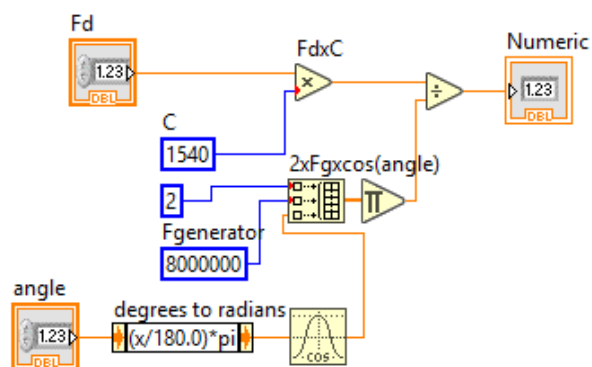 Fd
1.23
DBL
FdxC
×
÷
Numeric
1.23
DBL
C
1540
2xFgxcos(angle)
2
Π
Fgenerator
8000000
angle
1.23
DBL
degrees to radians
(x/180.0)*pi
COS